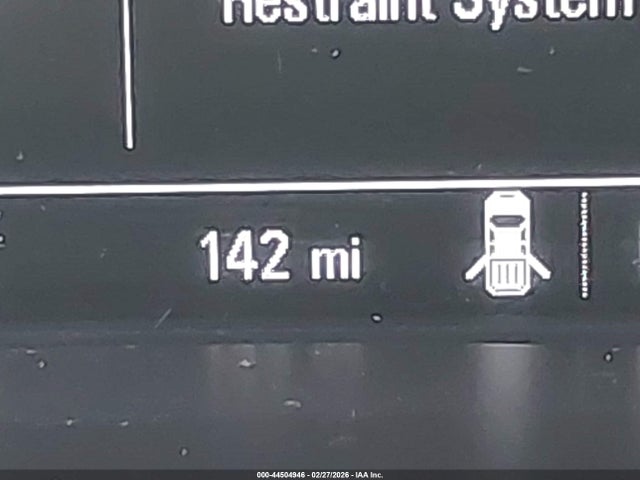 Restraint System
142 mi
000-44504946 - 02/27/2026 - IAA Inc.